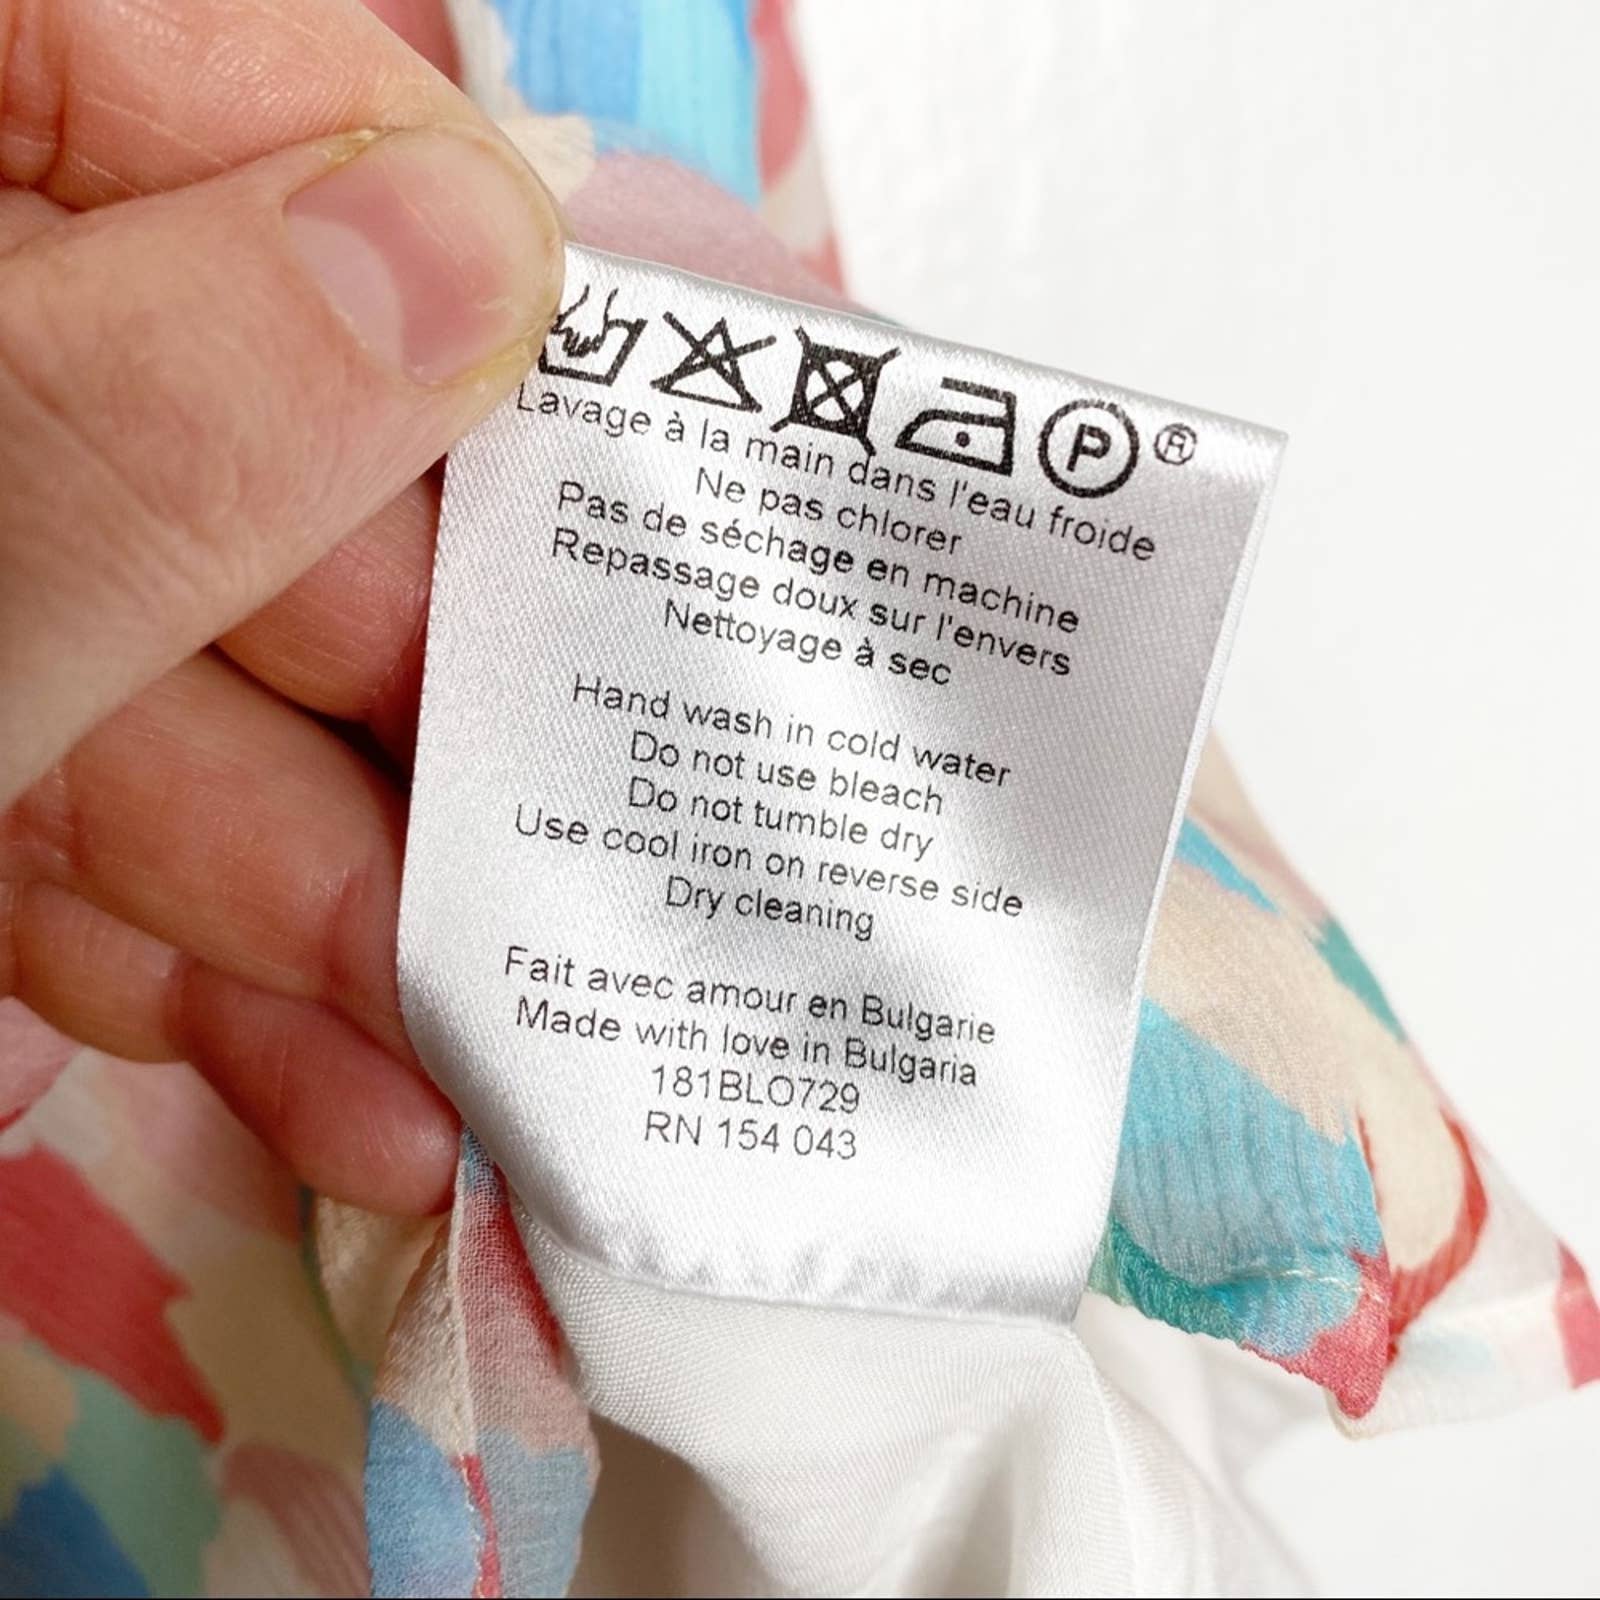 P ®
Lavage à la main dans l'eau froide
Ne pas chlorer
Pas de séchage en machine
Repassage doux sur l'envers
Nettoyage à sec
Hand wash in cold water
Do not use bleach
Do not tumble dry
Use cool iron on reverse side
Dry cleaning
Fait avec amour en Bulgarie
Made with love in Bulgaria
181BLO729
RN 154 043